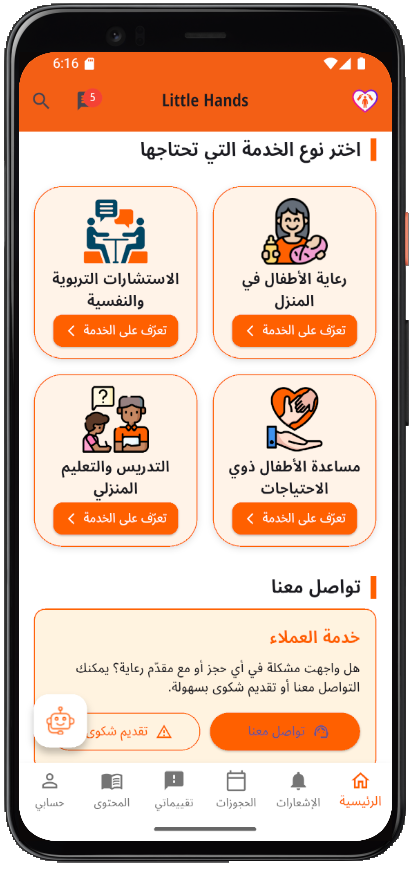 6:16
5
Little Hands
اختر نوع الخدمة التي تحتاجها
رعاية الأطفال في
المنزل
تعرّف على الخدمة
الاستشارات التربوية
والنفسية
تعرّف على الخدمة
مساعدة الأطفال ذوي
الاحتياجات
تعرّف على الخدمة
?
التدريس والتعليم
المنزلي
تعرّف على الخدمة
تواصل معنا
خدمة العملاء
هل واجهت مشكلة في أي حجز أو مع مقدّم رعاية؟ يمكنك
التواصل معنا أو تقديم شكوى بسهولة.
تواصل معنا
تقديم شكوى
الرئيسية
الإشعارات
الحجوزات
تقييماتي
المحتوى
حسابي